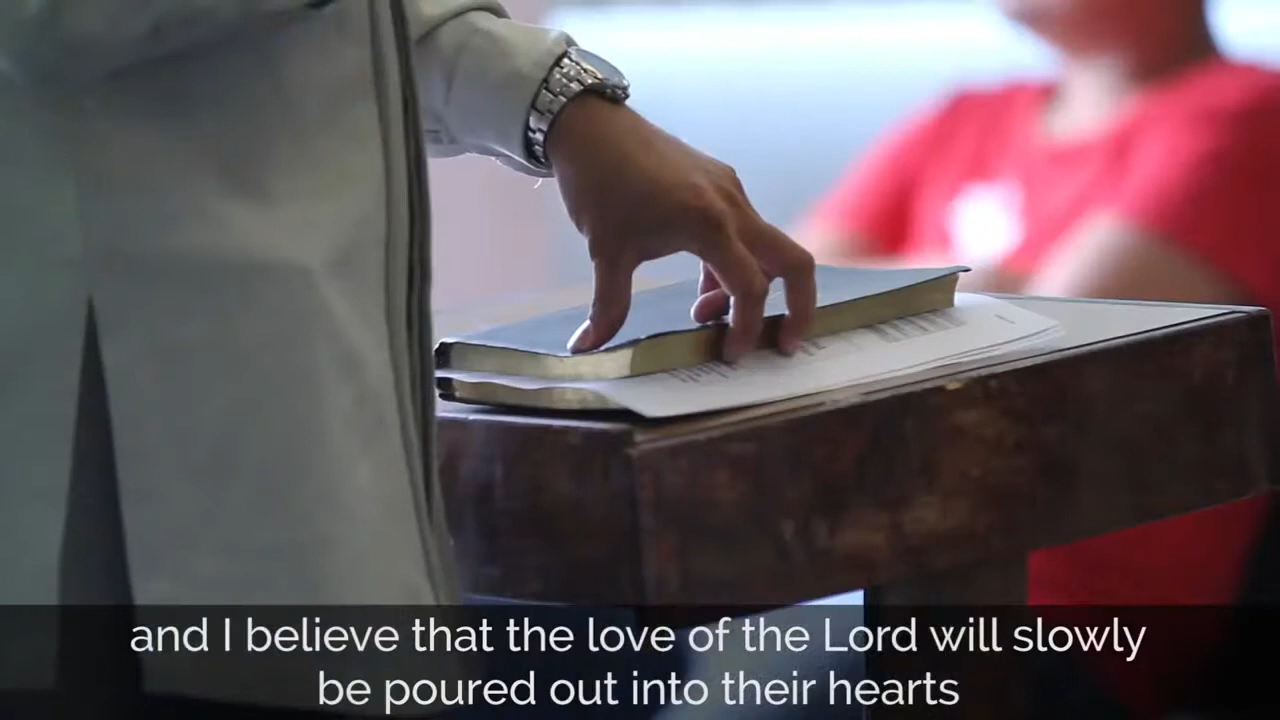 and I believe that the love of the Lord will slowly
be poured out into their hearts